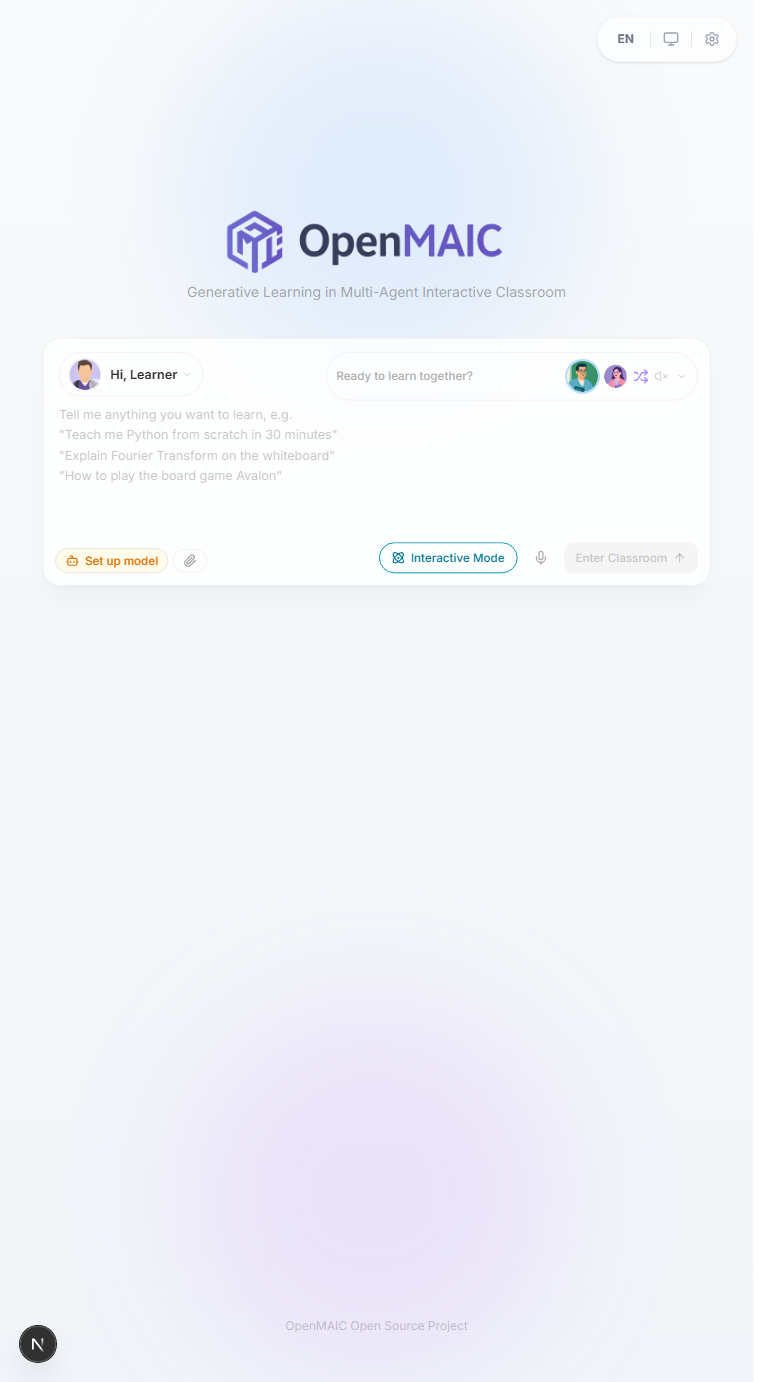 EN
OpenMAIC
Generative Learning in Multi-Agent Interactive Classroom
Hi, Learner
Ready to learn together?
Tell me anything you want to learn, e.g.
"Teach me Python from scratch in 30 minutes"
"Explain Fourier Transform on the whiteboard"
"How to play the board game Avalon"
Set up model
Interactive Mode
Enter Classroom
OpenMAIC Open Source Project
N